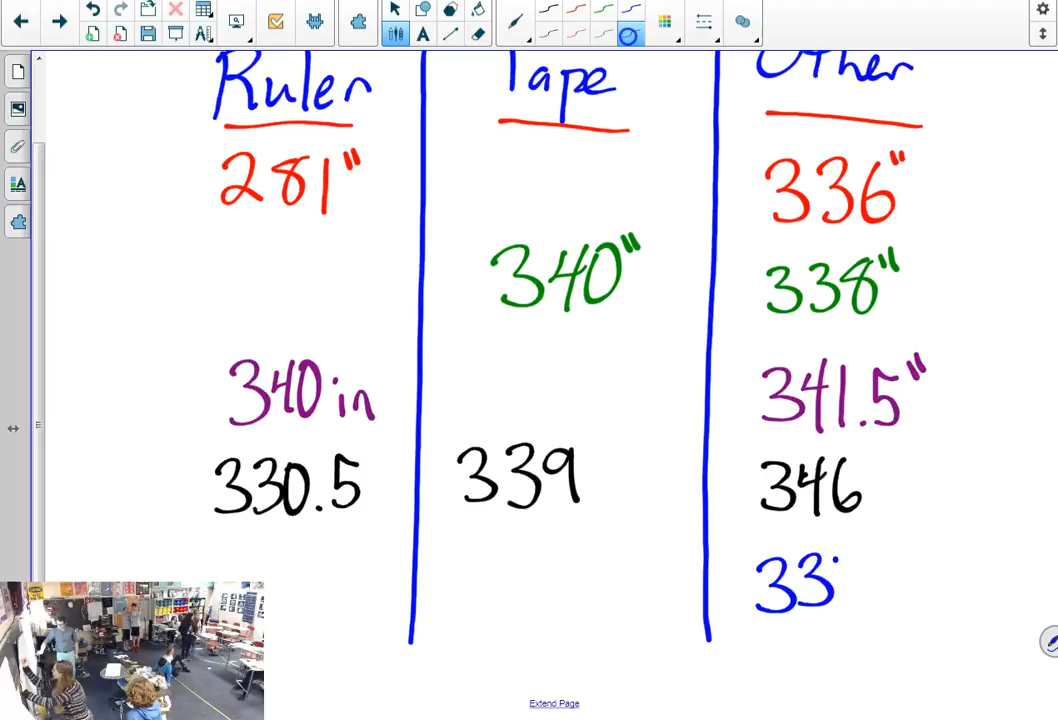 Ruler Tape Other
281" 336"
340" 338"
340 in 341.5"
330.5 339 346
33
Extend Page